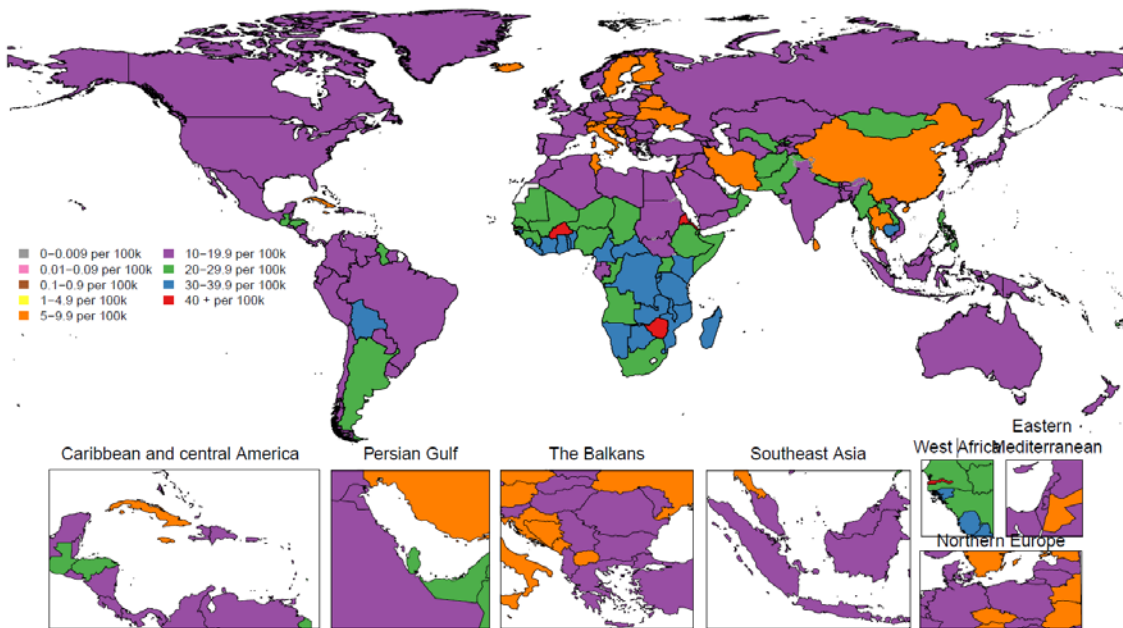 0−0.009 per 100k
0.01−0.09 per 100k
0.1−0.9 per 100k
1−4.9 per 100k
5−9.9 per 100k
10−19.9 per 100k
20−29.9 per 100k
30−39.9 per 100k
40 + per 100k
Caribbean and central America
Persian Gulf
The Balkans
Southeast Asia
West Africa
Eastern
Mediterranean
Northern Europe